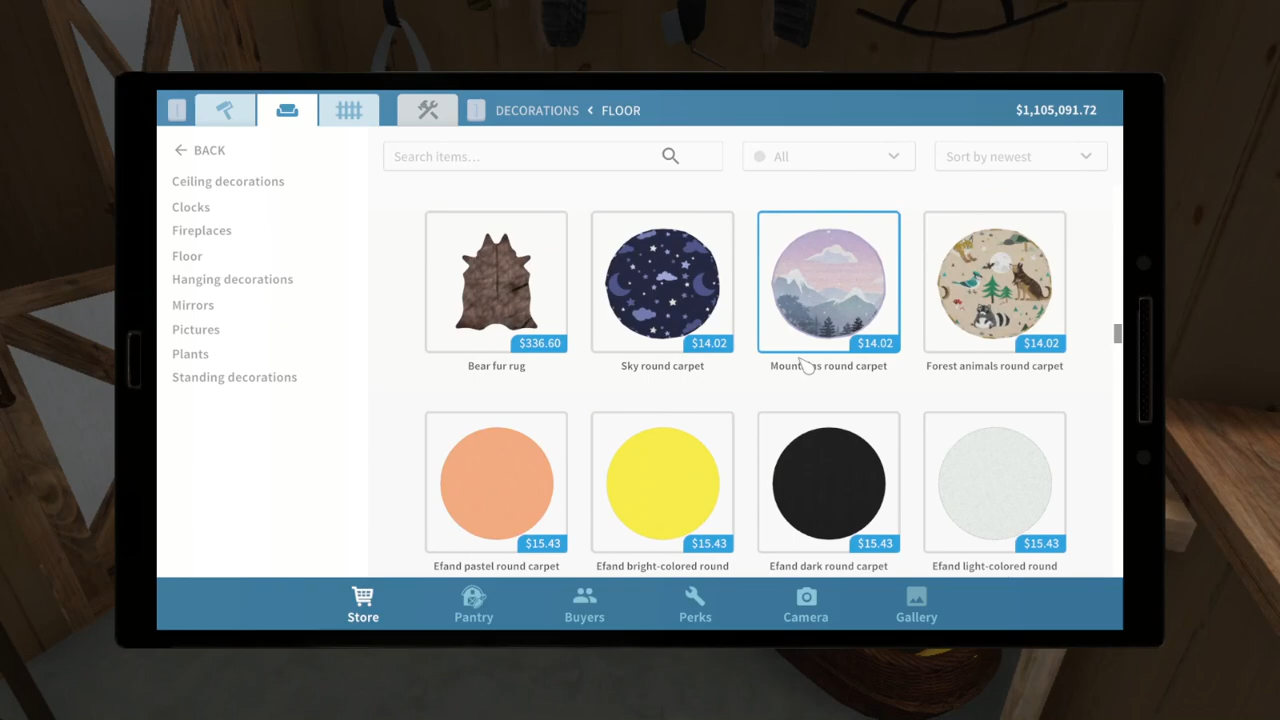 DECORATIONS < FLOOR
$1,105,091.72
BACK
Search items...
All
Sort by newest
Ceiling decorations
Clocks
Fireplaces
Floor
Hanging decorations
Mirrors
Pictures
Plants
Standing decorations
$336.60
$14.02
$14.02
$14.02
Bear fur rug
Sky round carpet
Mountains round carpet
Forest animals round carpet
$15.43
$15.43
$15.43
$15.43
Efand pastel round carpet
Efand bright-colored round
Efand dark round carpet
Efand light-colored round
Store
Pantry
Buyers
Perks
Camera
Gallery